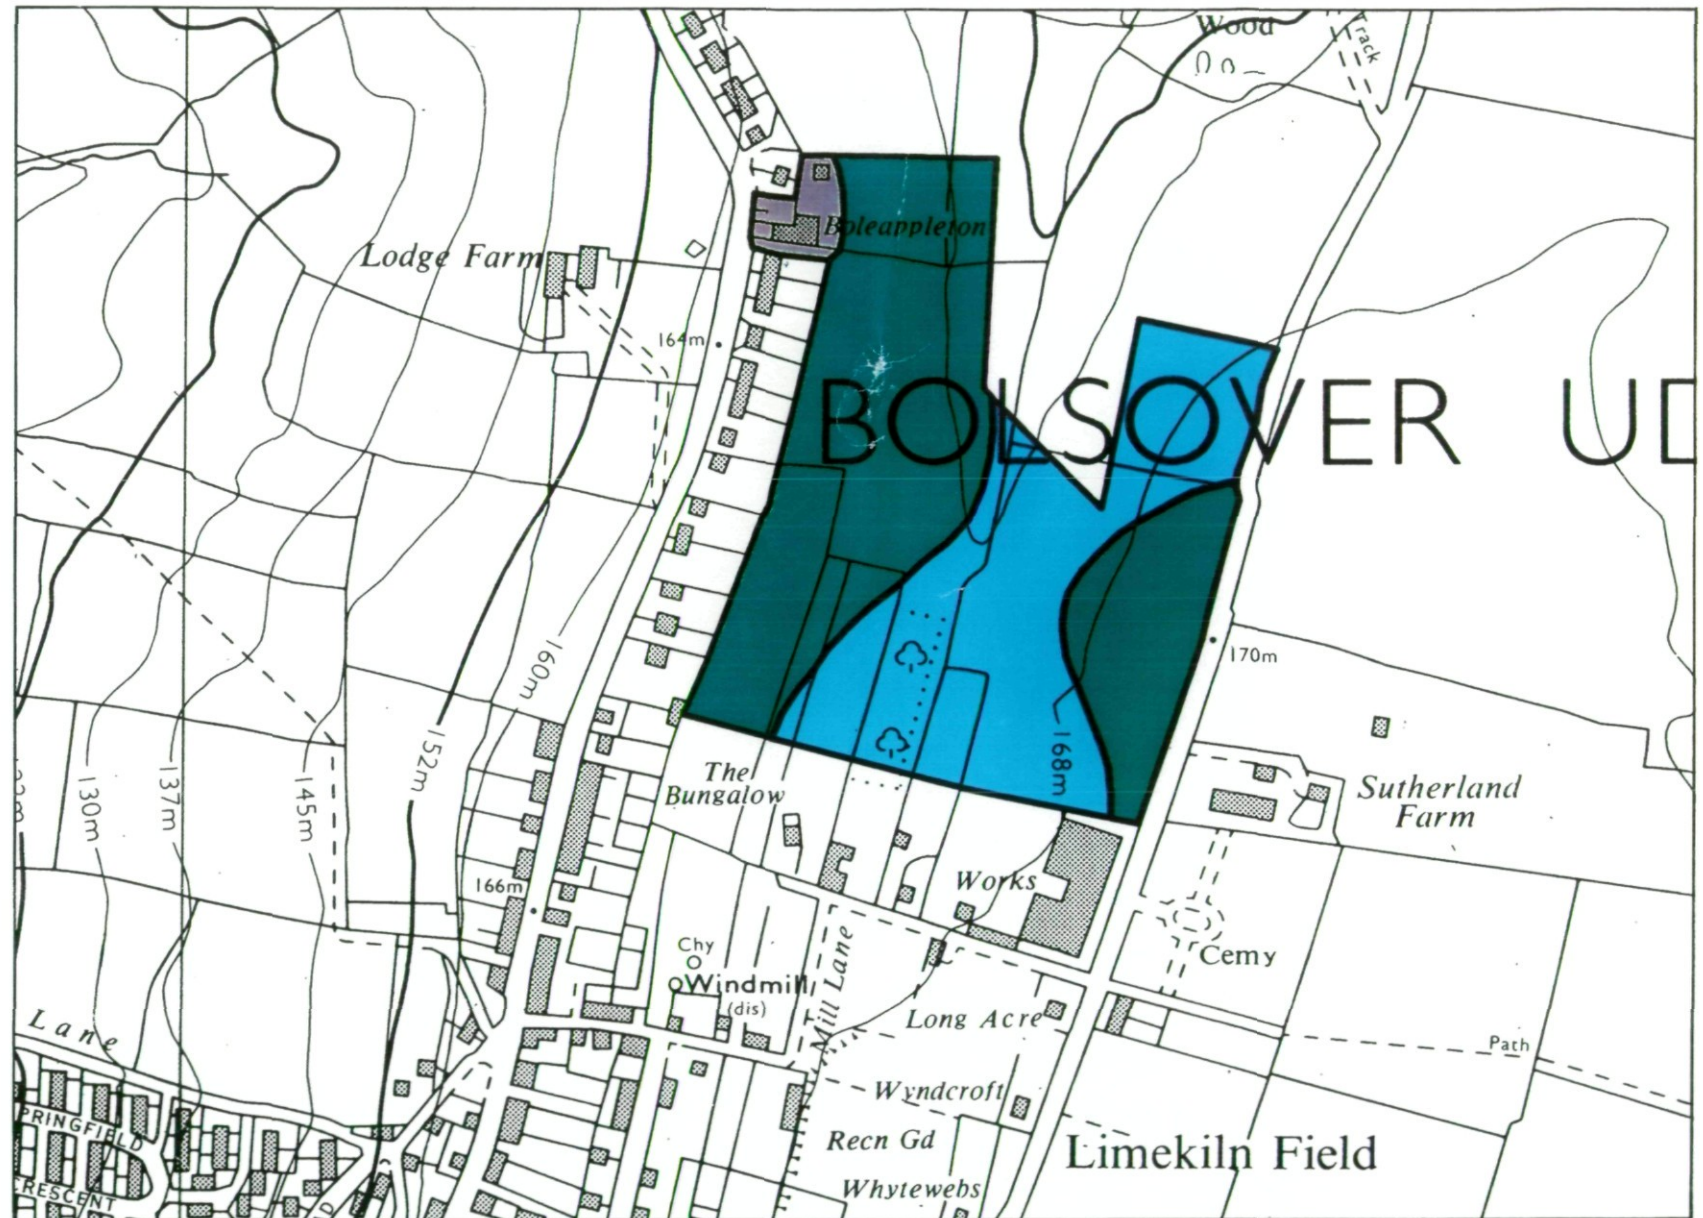 Wood
Track
Boleappleton
Lodge Farm
164m
BOLSOVER UD
160m
170m
152m
168m
The
Bungalow
Sutherland
Farm
130m
137m
145m
166m
Works
Chy
Windmill
(dis)
Mill Lane
Cemy
Lane
Long Acre
Path
Wyndcroft
PRINGFIELD
CRESCENT
Recn Gd
Limekiln Field
Whytewebs